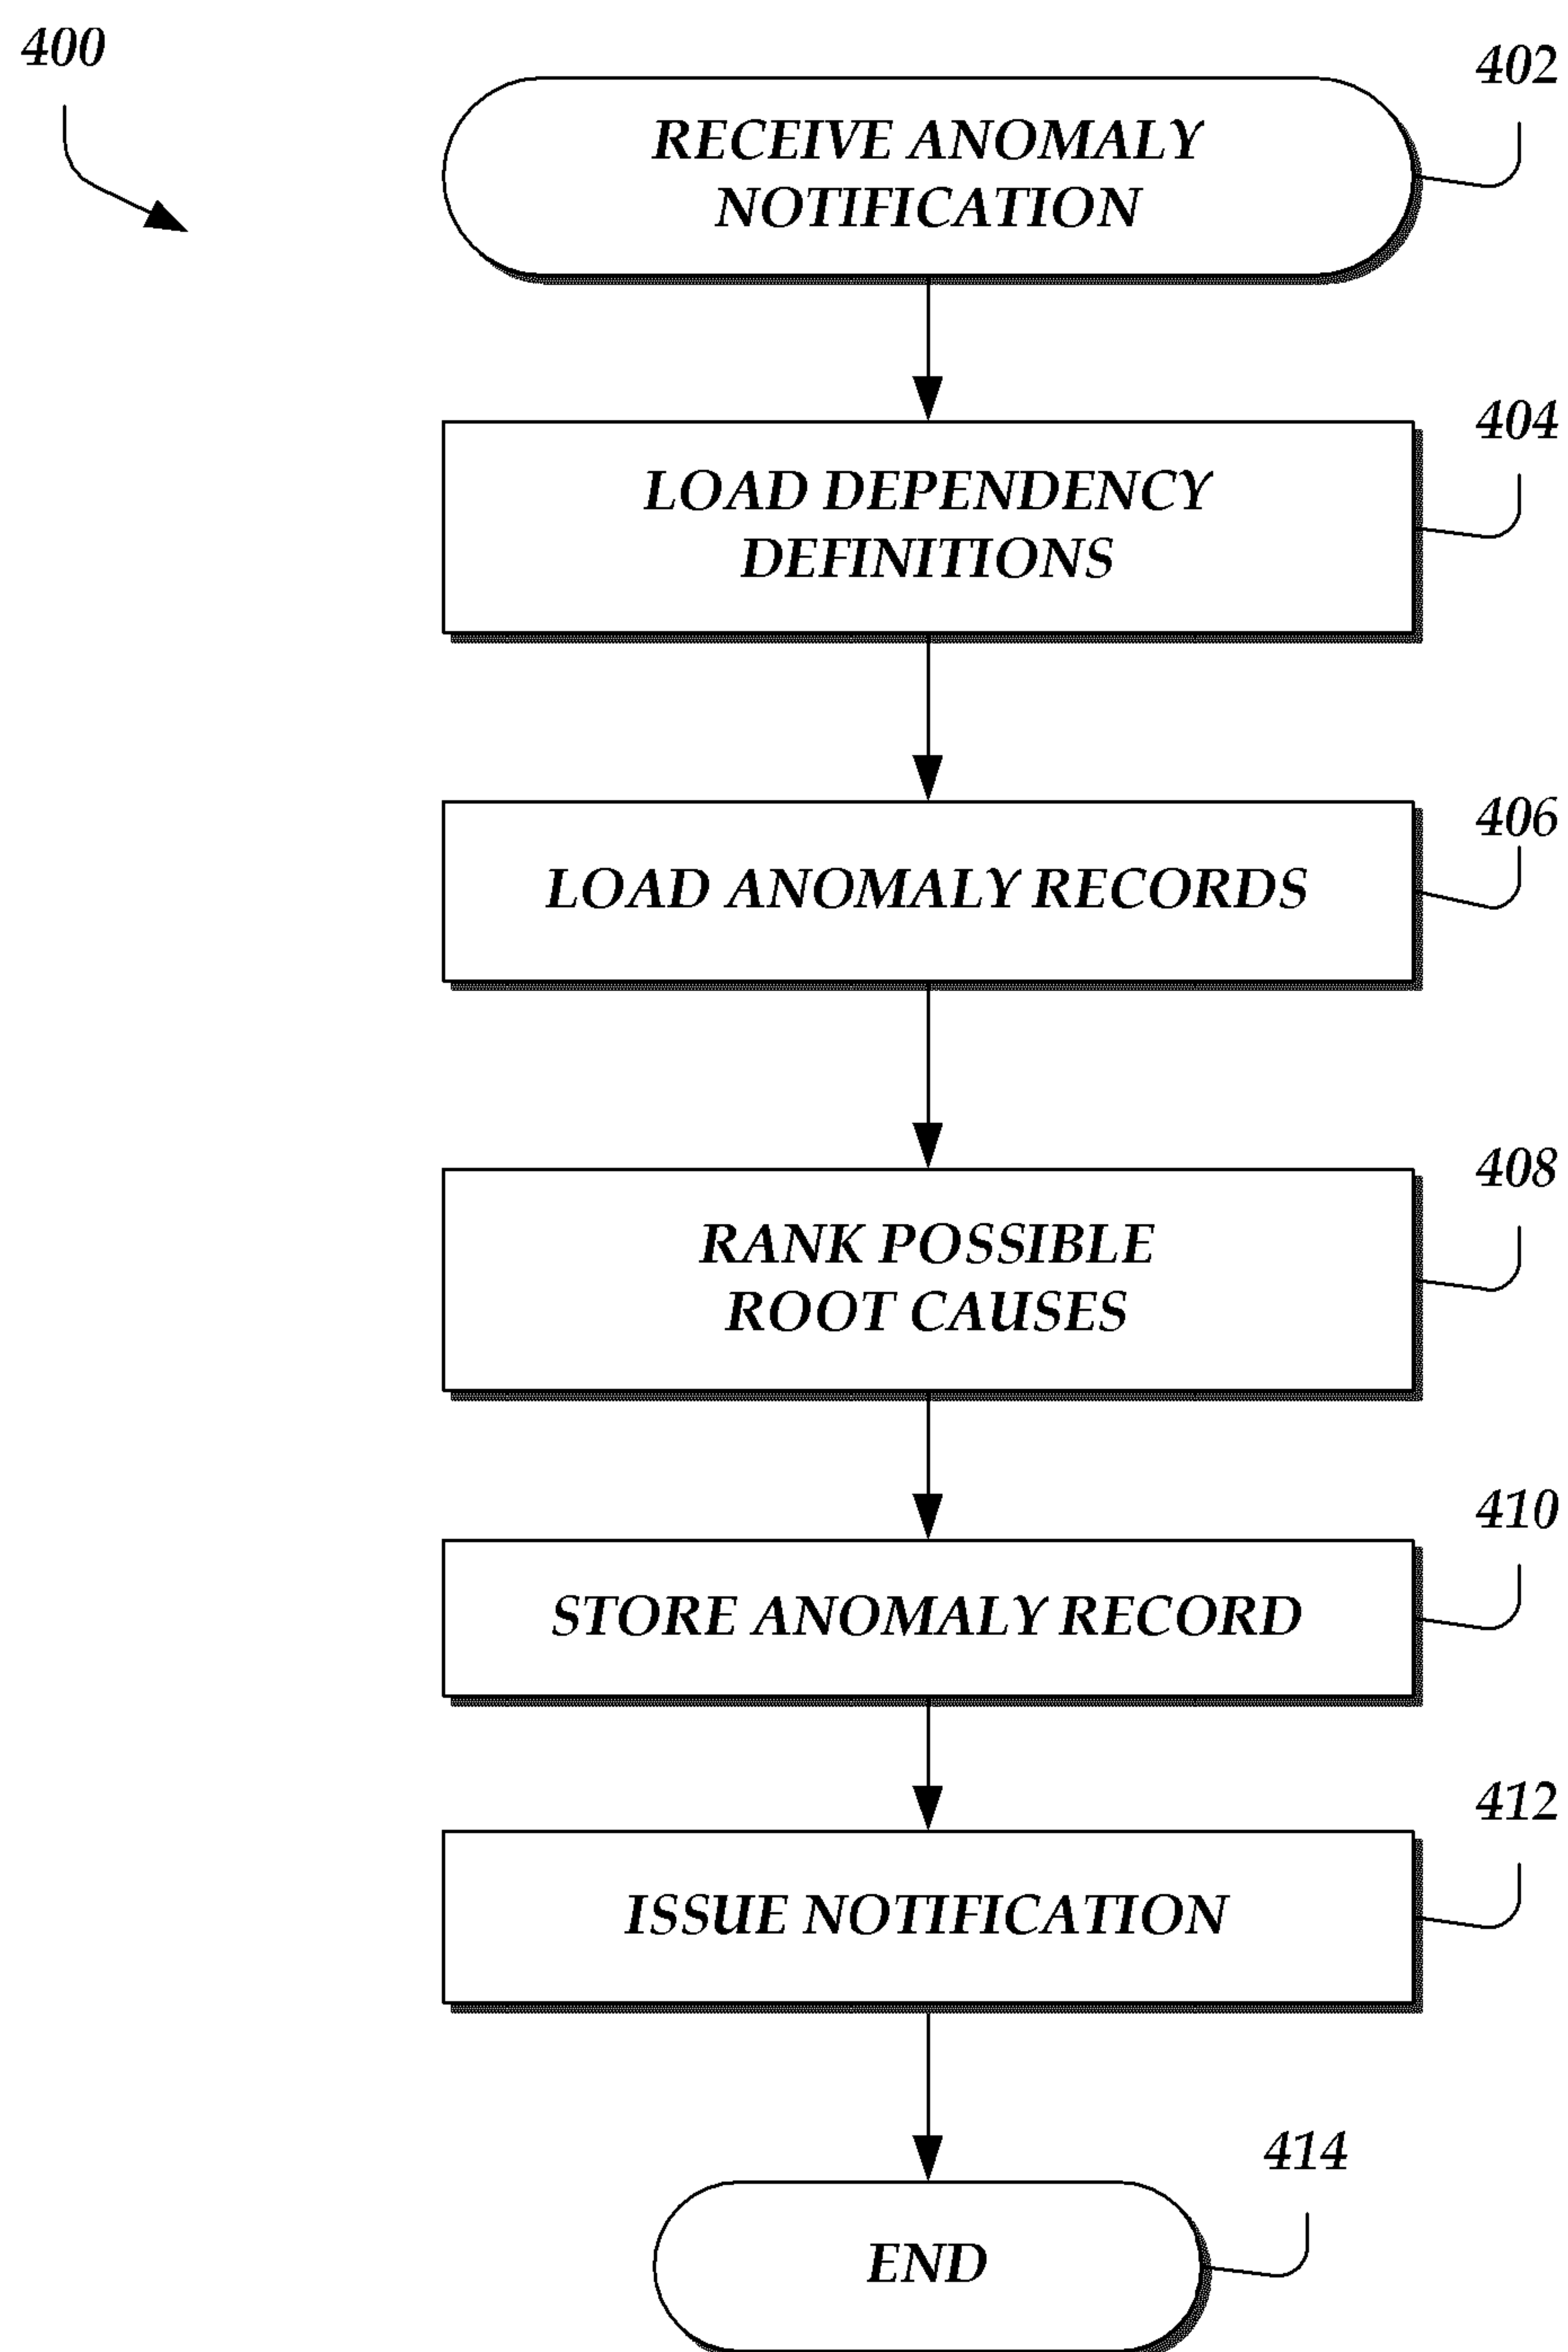 400
402
RECEIVE ANOMALY
NOTIFICATION
404
LOAD DEPENDENCY
DEFINITIONS
406
LOAD ANOMALY RECORDS
408
RANK POSSIBLE
ROOT CAUSES
410
STORE ANOMALY RECORD
412
ISSUE NOTIFICATION
414
END